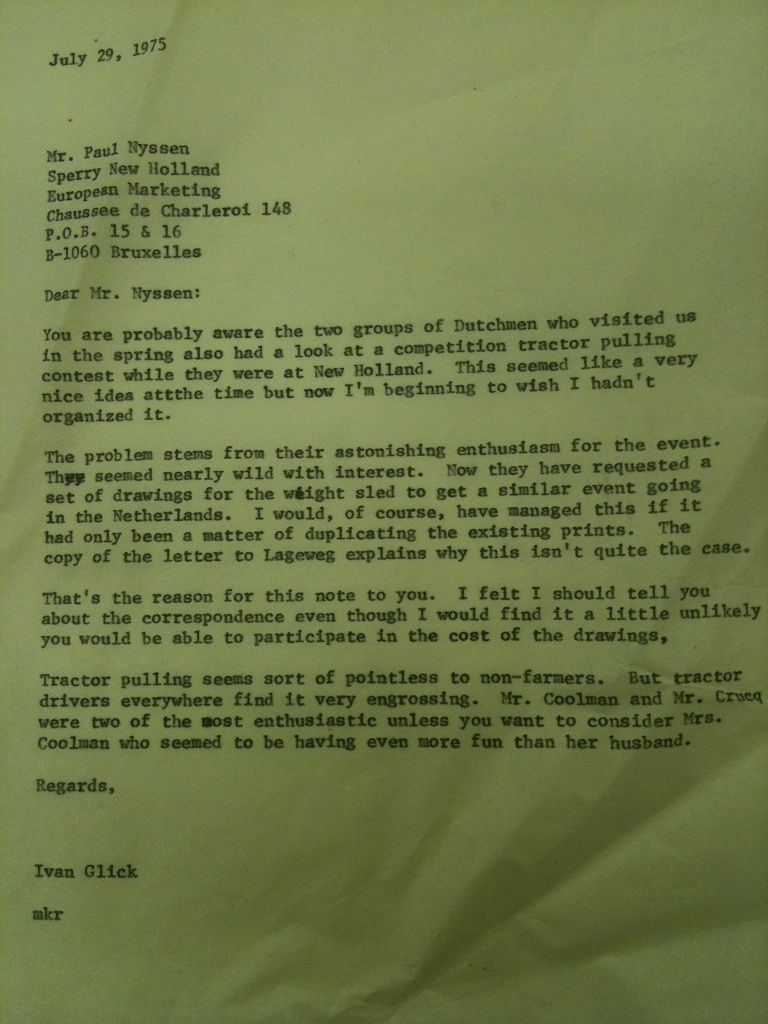 July 29, 1975
Mr. Paul Nyssen
Sperry New Holland
European Marketing
Chaussee de Charleroi 148
P.O.B. 15 & 16
B-1060 Bruxelles
Dear Mr. Nyssen:
You are probably aware the two groups of Dutchmen who visited us
in the spring also had a look at a competition tractor pulling
contest while they were at New Holland. This seemed like a very
nice idea attthe time but now I'm beginning to wish I hadn't
organized it.
The problem stems from their astonishing enthusiasm for the event.
They seemed nearly wild with interest. Now they have requested a
set of drawings for the weight sled to get a similar event going
in the Netherlands. I would, of course, have managed this if it
had only been a matter of duplicating the existing prints. The
copy of the letter to Lageweg explains why this isn't quite the case.
That's the reason for this note to you. I felt I should tell you
about the correspondence even though I would find it a little unlikely
you would be able to participate in the cost of the drawings,
Tractor pulling seems sort of pointless to non-farmers. But tractor
drivers everywhere find it very engrossing. Mr. Coolman and Mr. Crucq
were two of the most enthusiastic unless you want to consider Mrs.
Coolman who seemed to be having even more fun than her husband.
Regards,
Ivan Glick
mkr